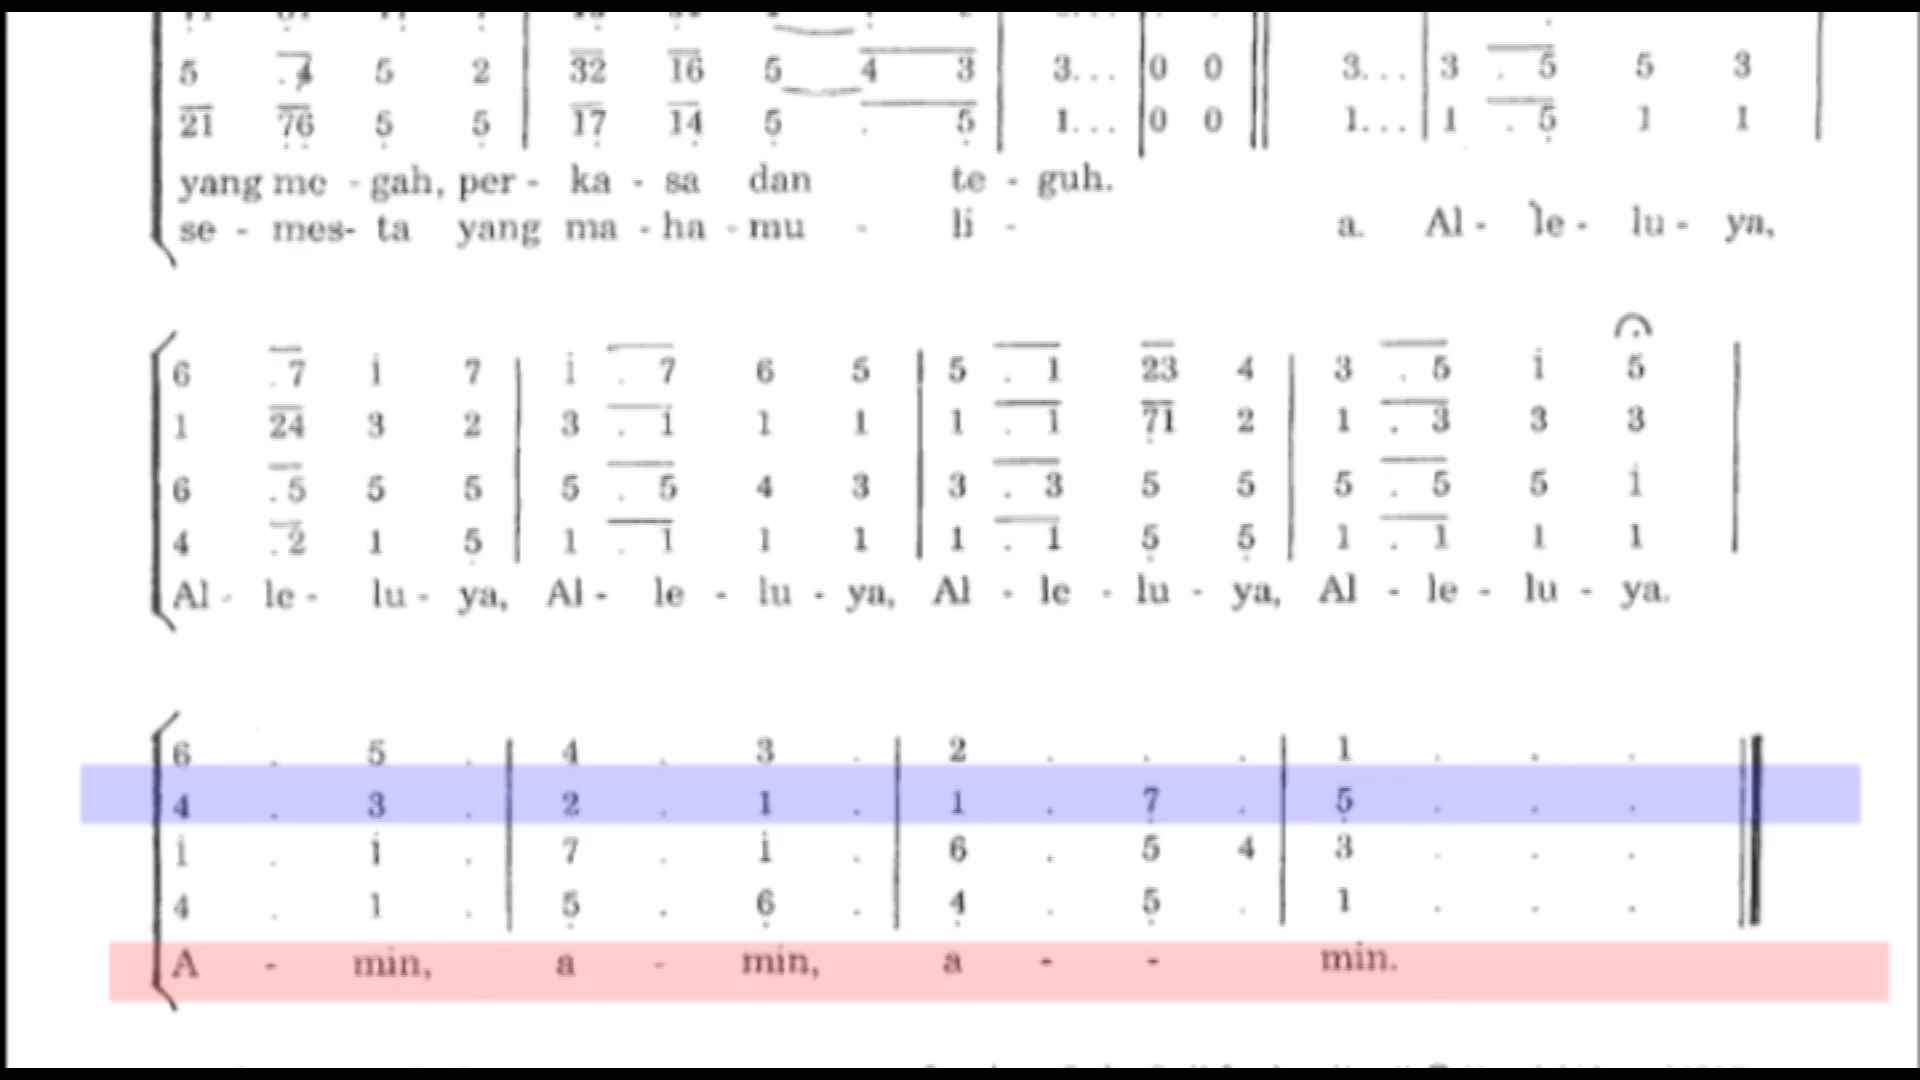 5 . 4 5 2 | 32 16 5 4 3 | 3. . . | 0 0 || 3. . . | 3 . 5 5 3 |
21 76 5 5 | 17 14 5 . 5 | 1. . . | 0 0 || 1. . . | 1 . 5 1 1 |
yang me - gah, per - ka - sa dan te - guh.
se - mes- ta yang ma - ha - mu - li - a. Al - le - lu - ya,
6 . 7 i 7 | i . 7 6 5 | 5 . 1 23 4 | 3 . 5 i 5 |
1 24 3 2 | 3 . 1 1 1 | 1 . 1 71 2 | 1 . 3 3 3 |
6 . 5 5 5 | 5 . 5 4 3 | 3 . 3 5 5 | 5 . 5 5 i |
4 . 2 1 5 | 1 . 1 1 1 | 1 . 1 5 5 | 1 . 1 1 1 |
Al - le - lu - ya, Al - le - lu - ya, Al - le - lu - ya, Al - le - lu - ya.
6 . 5 . | 4 . 3 . | 2 . . . | 1 . . . ||
4 . 3 . | 2 . 1 . | 1 . 7 . | 5 . . . ||
i . i . | 7 . i . | 6 . 5 4 | 3 . . . ||
4 . 1 . | 5 . 6 . | 4 . 5 . | 1 . . . ||
A - min, a - min, a - - min.